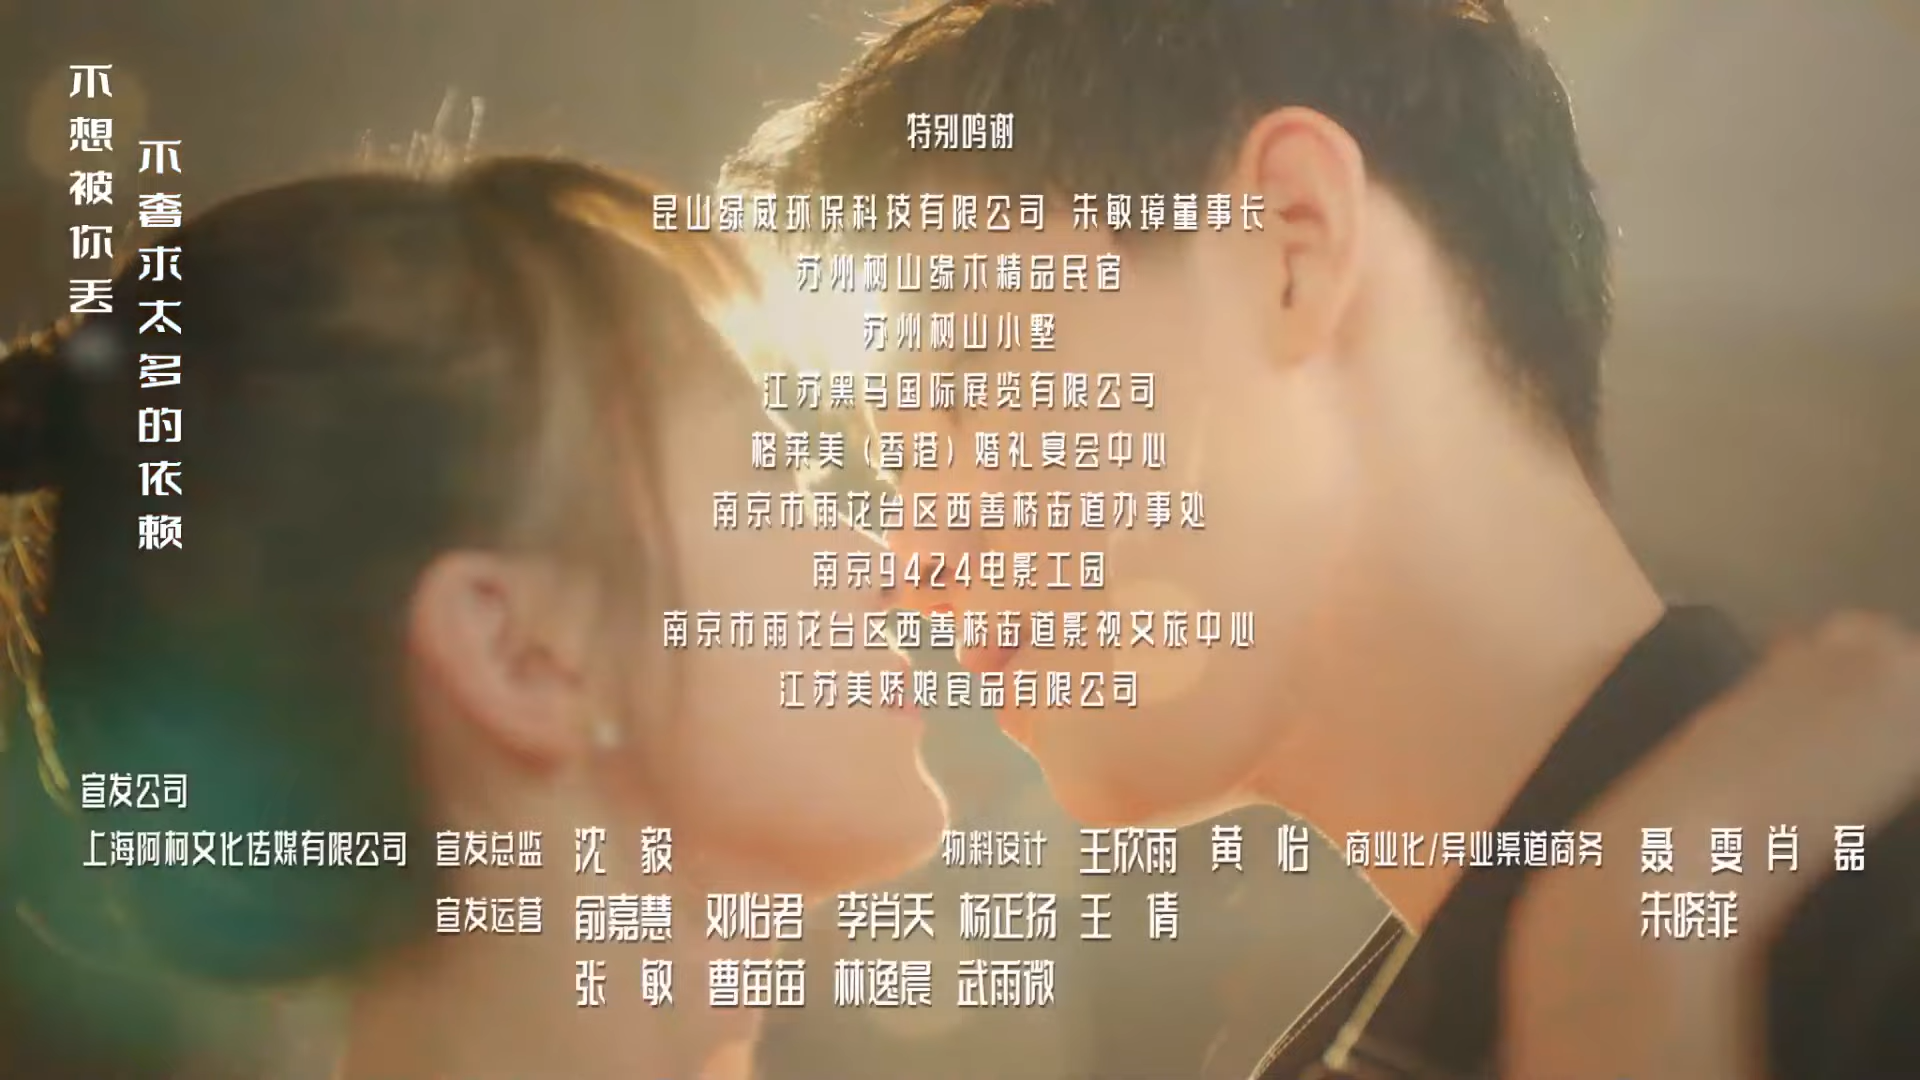 不想被你丢
不奢求太多的依赖
特别鸣谢
昆山绿威环保科技有限公司 朱敏璋董事长
苏州树山缘木精品民宿
苏州树山小墅
江苏黑马国际展览有限公司
格莱美（香港）婚礼宴会中心
南京市雨花台区西善桥街道办事处
南京9424电影工园
南京市雨花台区西善桥街道影视文旅中心
江苏美娇娘食品有限公司
宣发公司
上海阿柯文化传媒有限公司 宣发总监 沈 毅 物料设计 王欣雨 黄 怡 商业化/异业渠道商务 聂 雯 肖 磊
宣发运营 俞嘉慧 邓怡君 李肖天 杨正扬 王 倩 朱晓菲
张 敏 曹苗苗 林逸晨 武雨微